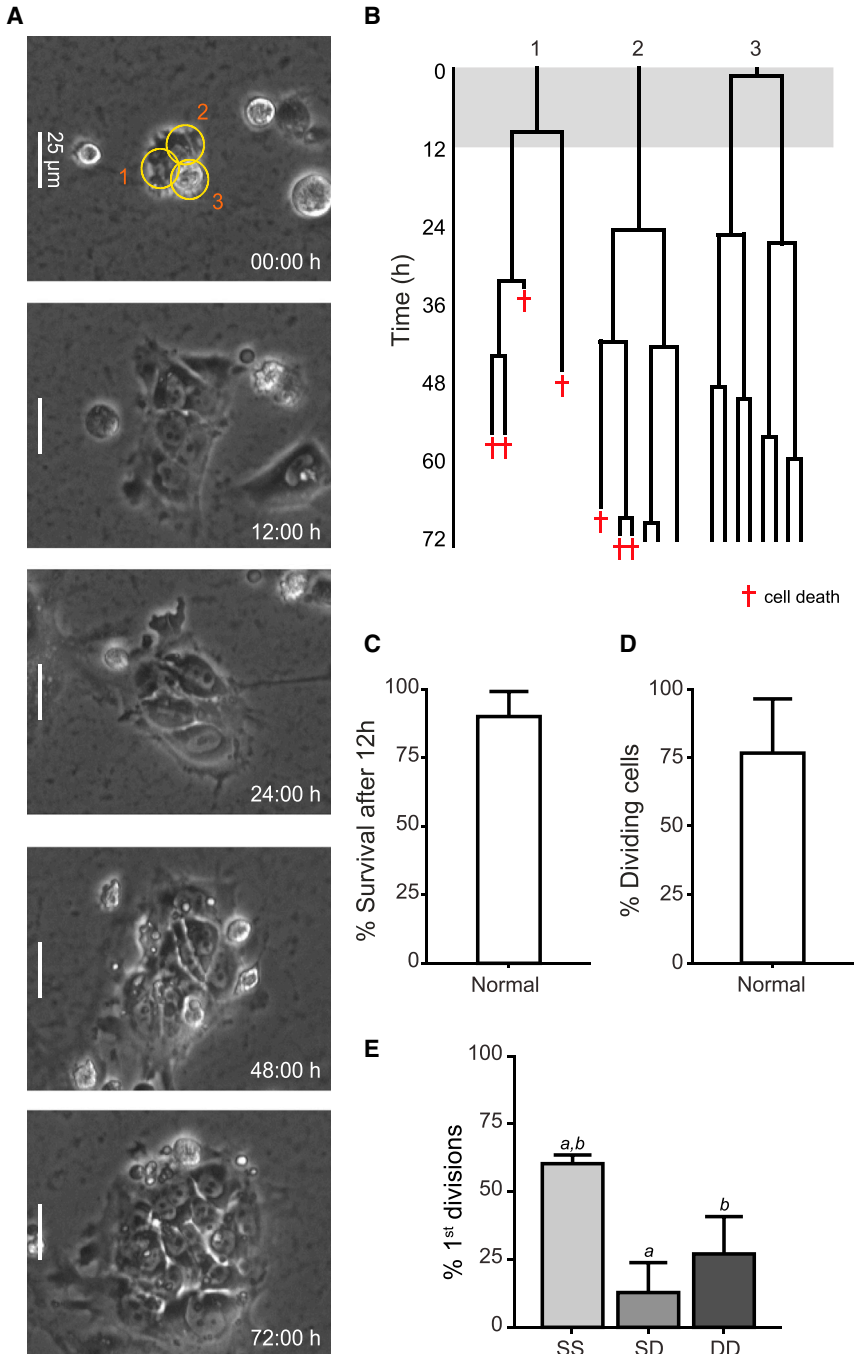 A
25 µm
1
2
3
00:00 h
12:00 h
24:00 h
48:00 h
72:00 h
B
1 2 3
Time (h)
0
12
24
36
48
60
72
† cell death
C
% Survival after 12h
100
75
50
25
0
Normal
D
% Dividing cells
100
75
50
25
0
Normal
E
% 1st divisions
100
75
50
25
0
a,b
a
b
SS SD DD